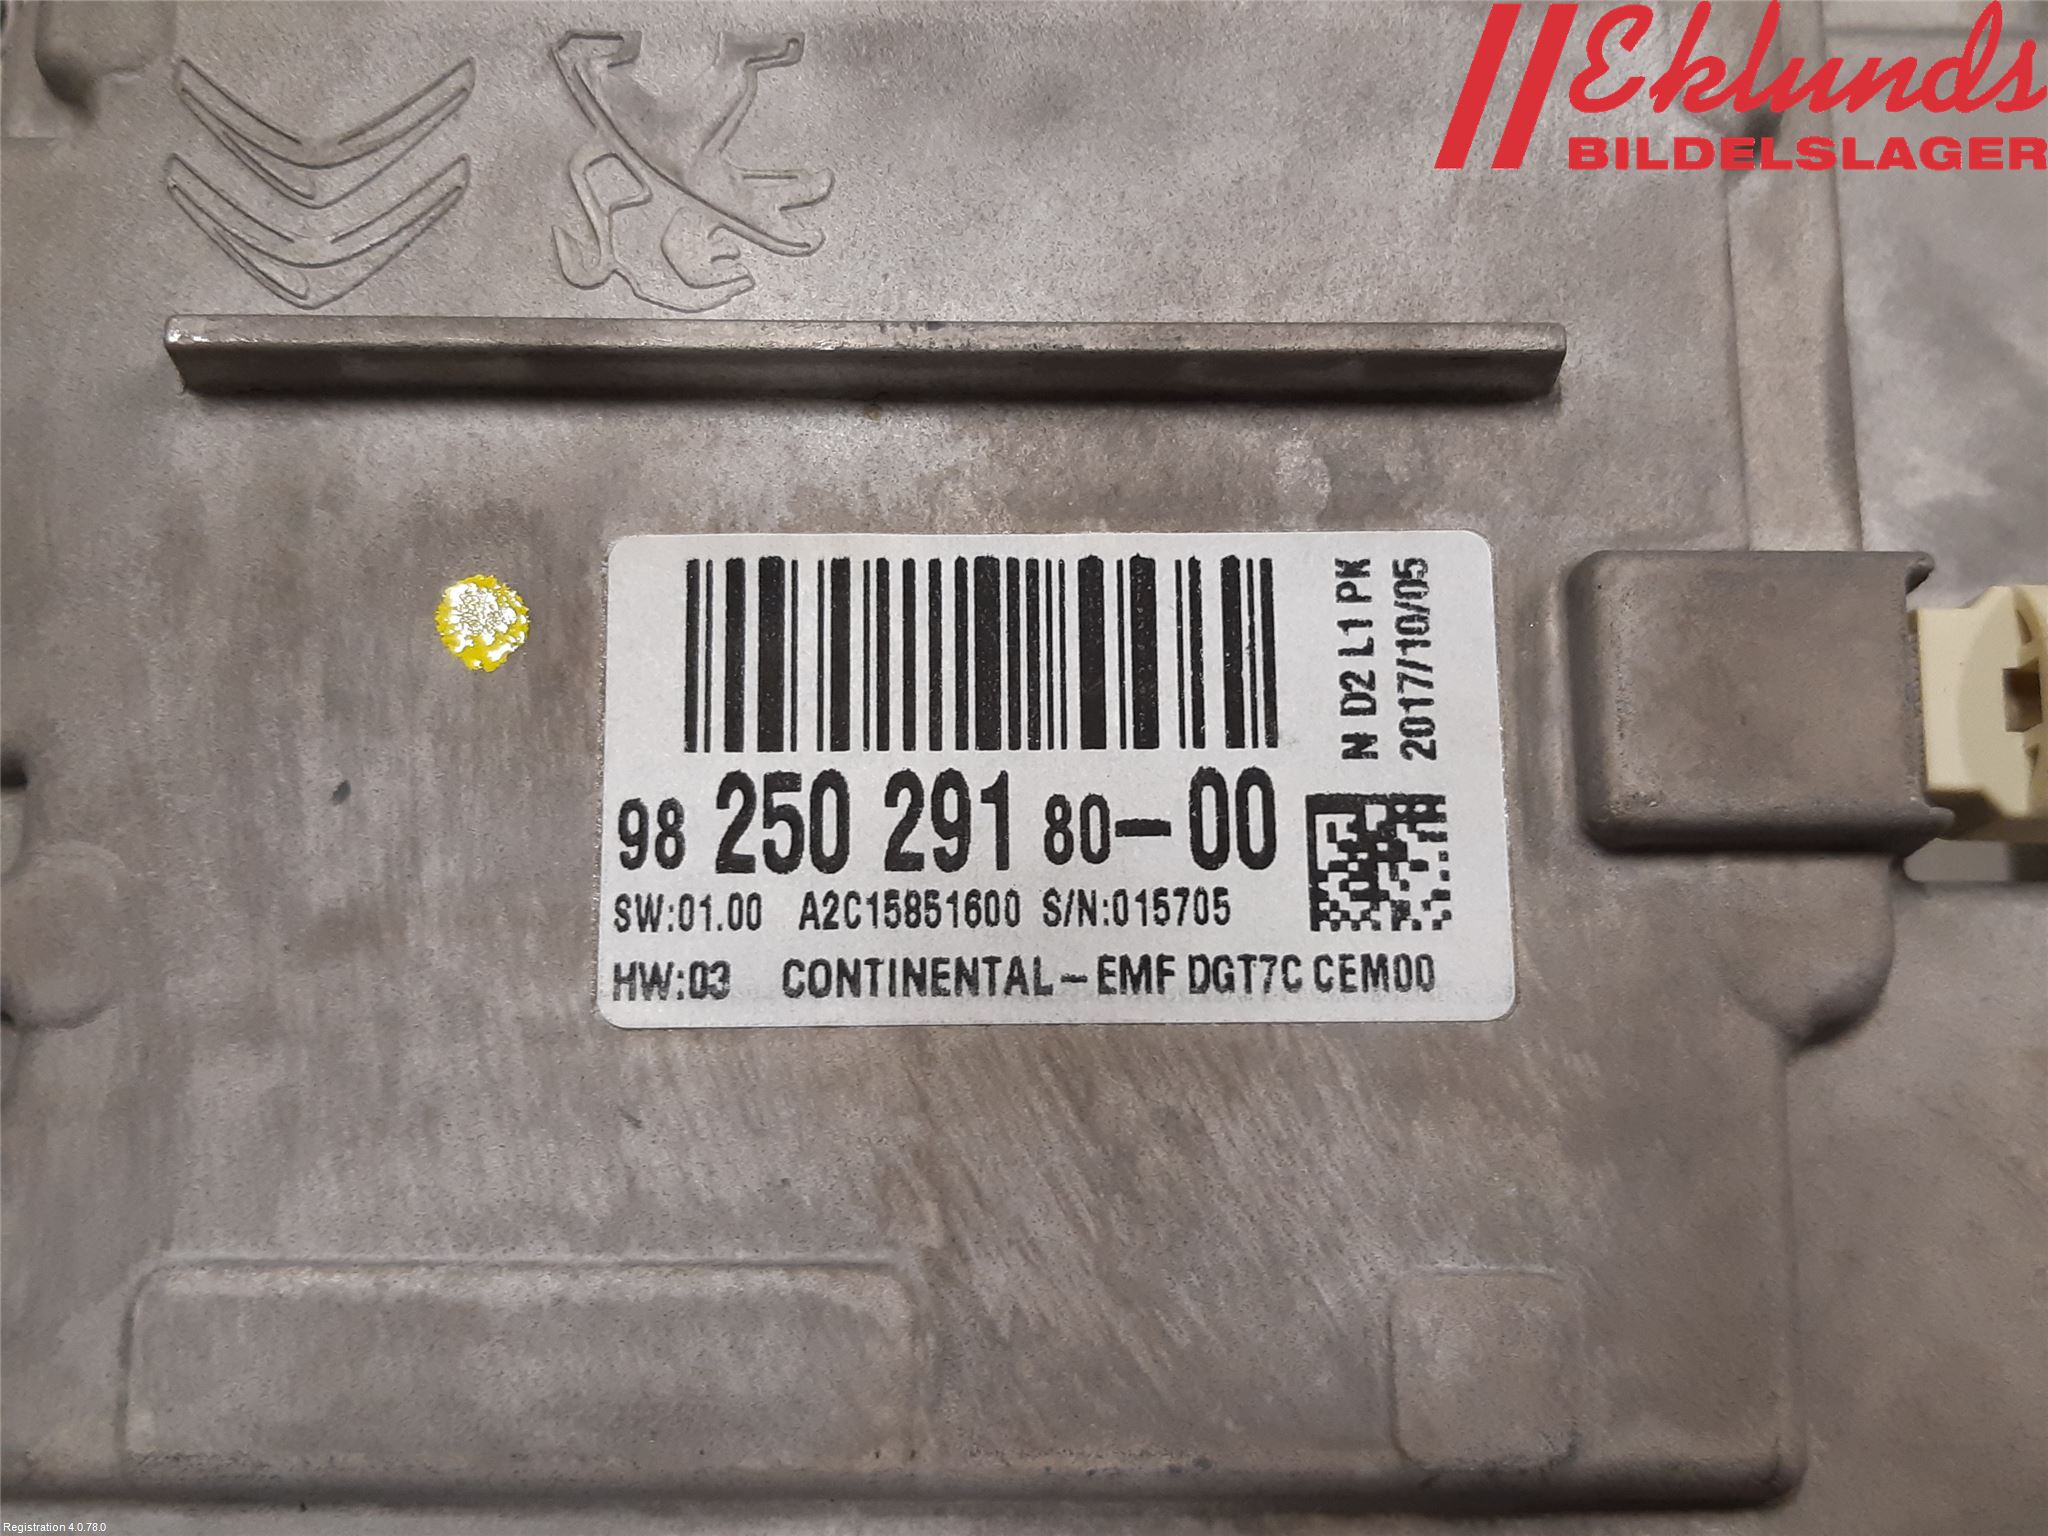 Eklunds
BILDELSLAGER
N D2 L1 PK
2017/10/05
98 250 291 80-00
SW:01.00 A2C15851600 S/N:015705
HW:03 CONTINENTAL-EMF DGT7C CEM00
Registration 4.0.78.0